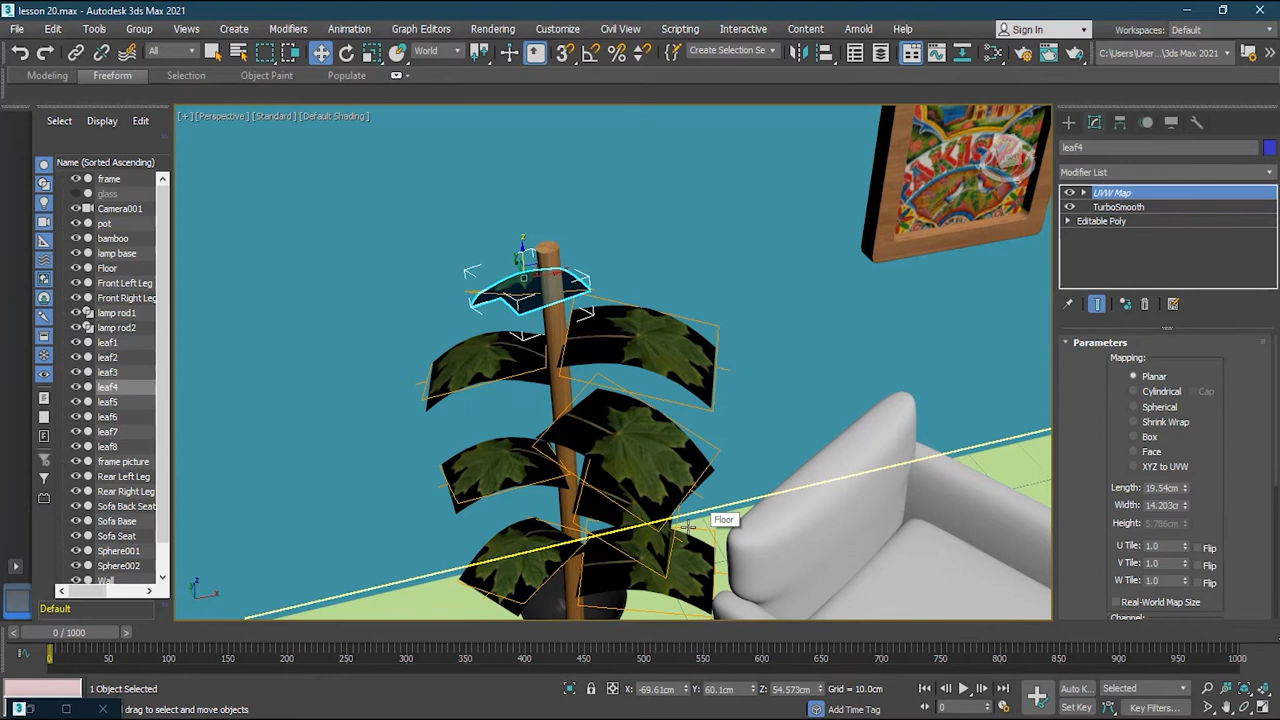 lesson 20.max - Autodesk 3ds Max 2021
File Edit Tools Group Views Create Modifiers Animation Graph Editors Rendering Customize Civil View Scripting Interactive Content Arnold Help Sign In Workspaces: Default
All World Create Selection Se C:\Users\User ...3ds Max 2021
Modeling Freeform Selection Object Paint Populate
Select Display Edit
[+] [Perspective] [Standard] [Default Shading]
Name (Sorted Ascending)
frame
glass
Camera001
pot
bamboo
lamp base
Floor
Front Left Leg
Front Right Leg
lamp rod1
lamp rod2
leaf1
leaf2
leaf3
leaf4
leaf5
leaf6
leaf7
leaf8
frame picture
Rear Left Leg
Rear Right Leg
Sofa Back Seat
Sofa Base
Sofa Seat
Sphere001
Sphere002
Wall
Default
z
Floor
z
x
leaf4
Modifier List
UVW Map
TurboSmooth
Editable Poly
Parameters
Mapping:
Planar
Cylindrical Cap
Spherical
Shrink Wrap
Box
Face
XYZ to UVW
Length: 19.54cm
Width: 14.203c
Height: 5.786cm
U Tile: 1.0 Flip
V Tile: 1.0 Flip
W Tile: 1.0 Flip
Real-World Map Size
Channel:
0 / 1000
0 50 100 150 200 250 300 350 400 450 500 550 600 650 700 750 800 850 900 950 1000
1 Object Selected X: -69.61cm Y: 60.1cm Z: 54.573cm Grid = 10.0cm Auto K Selected
drag to select and move objects Add Time Tag 0 Set Key Key Filters...